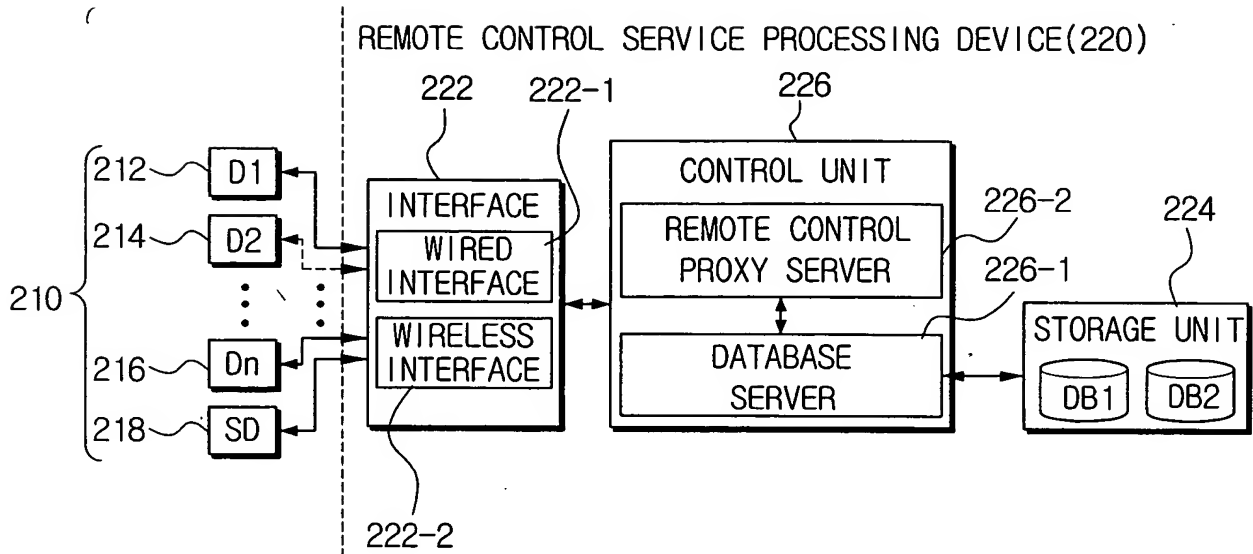 REMOTE CONTROL SERVICE PROCESSING DEVICE(220)
222
222-1
226
212
D1
214
D2
210
216
Dn
218
SD
INTERFACE
WIRED
INTERFACE
WIRELESS
INTERFACE
222-2
CONTROL UNIT
REMOTE CONTROL
PROXY SERVER
226-2
226-1
DATABASE
SERVER
224
STORAGE UNIT
DB1
DB2